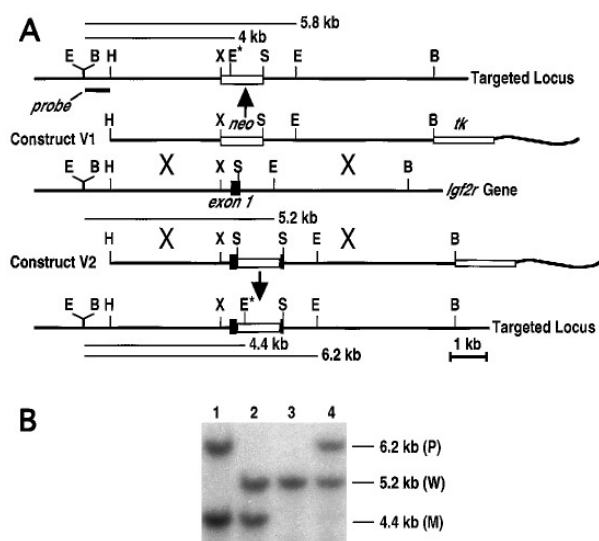 A
5.8 kb
4 kb
E B H X E* S E B
Targeted Locus
probe
H X neo S E B tk
Construct V1
E B H X S E B
Igf2r Gene
exon 1
5.2 kb
H X S S E B
Construct V2
E B H X E* S E B
Targeted Locus
4.4 kb
6.2 kb
1 kb
B
1 2 3 4
6.2 kb (P)
5.2 kb (W)
4.4 kb (M)